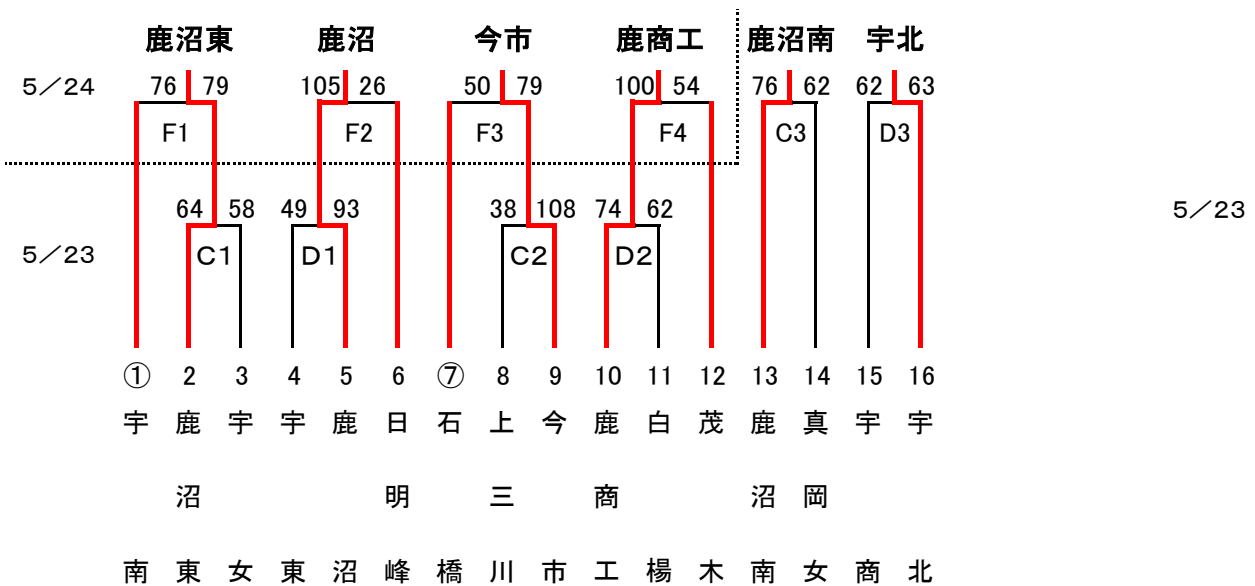 鹿沼東 鹿沼 今市 鹿商工 鹿沼南 宇北
5／24 76 79 105 26 50 79 100 54 76 62 62 63
F1 F2 F3 F4 C3 D3
64 58 49 93 38 108 74 62 5／23
5／23 C1 D1 C2 D2
① 2 3 4 5 6 ⑦ 8 9 10 11 12 13 14 15 16
宇南
鹿沼東
宇女
宇東
鹿沼
日明峰
石橋
上三川
今市
鹿商工
白楊
茂木
鹿沼南
真岡女
宇商
宇北